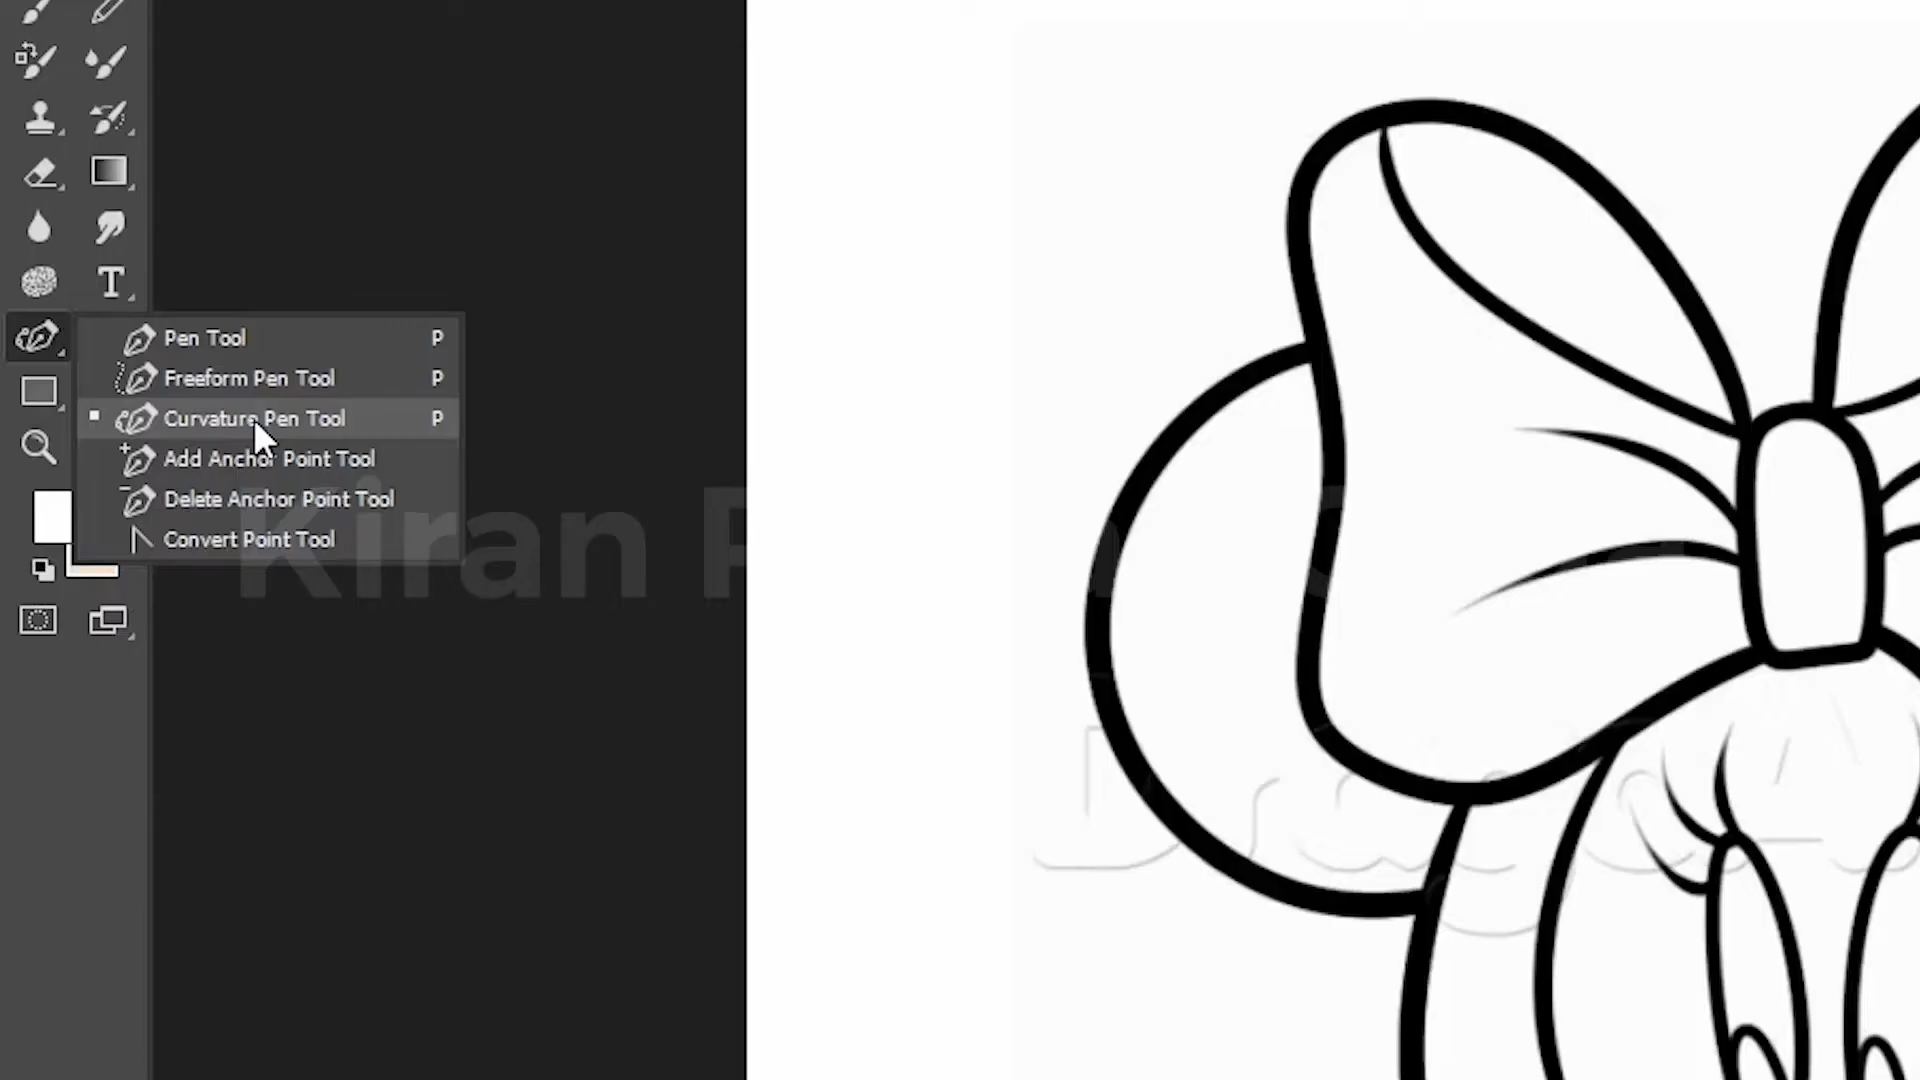 Pen Tool P
Freeform Pen Tool P
Curvature Pen Tool P
Add Anchor Point Tool
Delete Anchor Point Tool
Convert Point Tool
Kiran